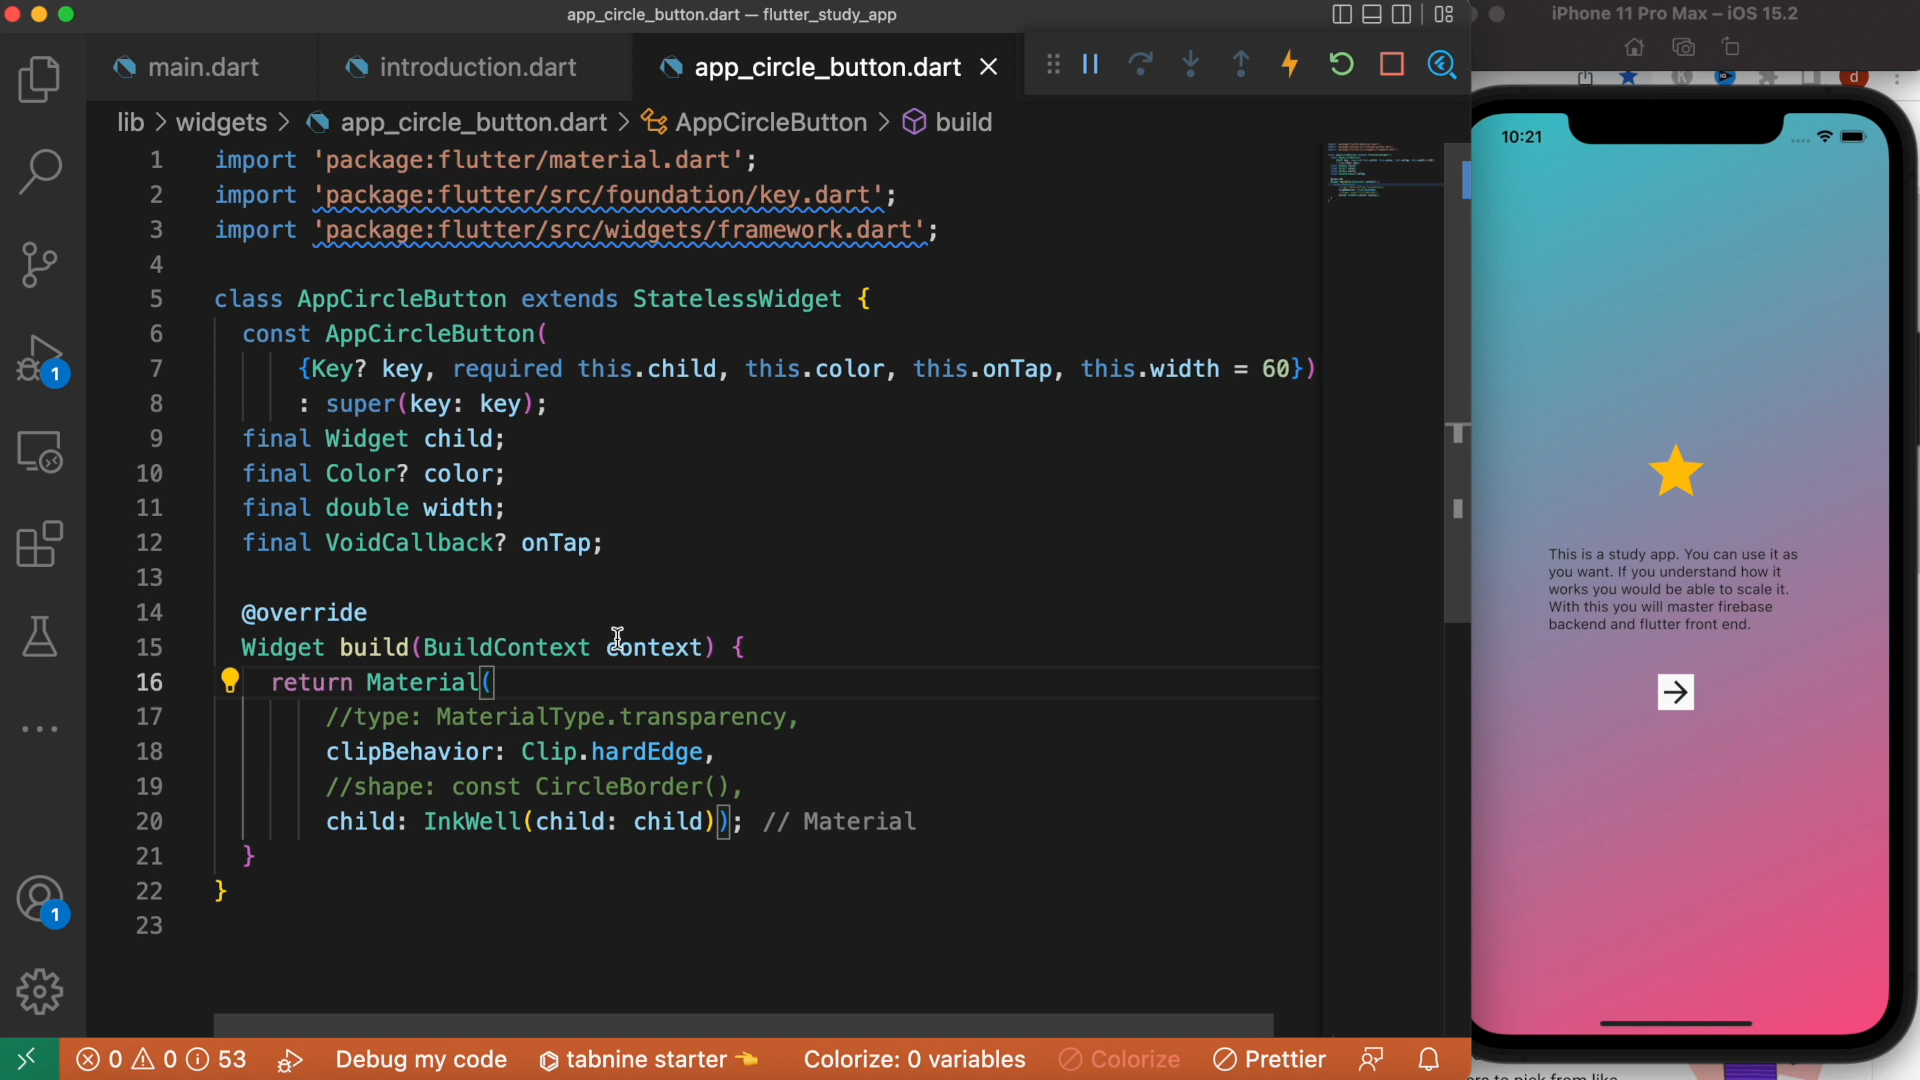 app_circle_button.dart — flutter_study_app
iPhone 11 Pro Max – iOS 15.2
main.dart
introduction.dart
app_circle_button.dart
d
lib > widgets > app_circle_button.dart > AppCircleButton > build
1 import 'package:flutter/material.dart';
2 import 'package:flutter/src/foundation/key.dart';
3 import 'package:flutter/src/widgets/framework.dart';
4
5 class AppCircleButton extends StatelessWidget {
6 const AppCircleButton(
7 {Key? key, required this.child, this.color, this.onTap, this.width = 60})
8 : super(key: key);
9 final Widget child;
10 final Color? color;
11 final double width;
12 final VoidCallback? onTap;
13
14 @override
15 Widget build(BuildContext context) {
16 return Material(
17 //type: MaterialType.transparency,
18 clipBehavior: Clip.hardEdge,
19 //shape: const CircleBorder(),
20 child: InkWell(child: child)); // Material
21 }
22 }
23
1
1
10:21
This is a study app. You can use it as
you want. If you understand how it
works you would be able to scale it.
With this you will master firebase
backend and flutter front end.
0 0 53 Debug my code tabnine starter 👈 Colorize: 0 variables Colorize Prettier